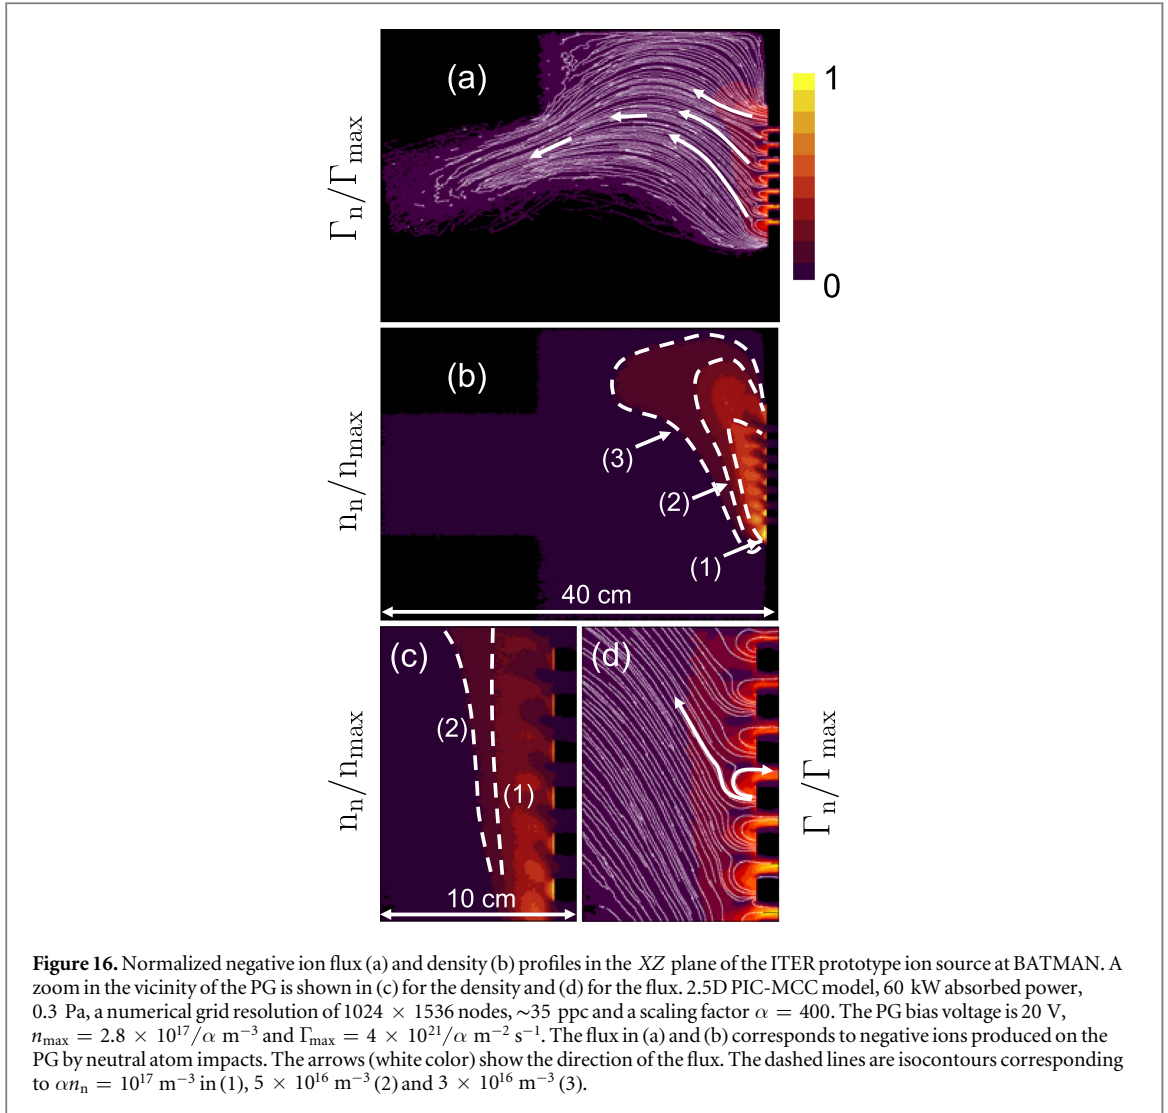 (a)
Γn/Γmax
1
0
(b)
nn/nmax
(3)
(2)
(1)
40 cm
(c)
(d)
nn/nmax
(2)
(1)
Γn/Γmax
10 cm
Figure 16. Normalized negative ion flux (a) and density (b) profiles in the XZ plane of the ITER prototype ion source at BATMAN. A
zoom in the vicinity of the PG is shown in (c) for the density and (d) for the flux. 2.5D PIC-MCC model, 60 kW absorbed power,
0.3 Pa, a numerical grid resolution of 1024 × 1536 nodes, ~35 ppc and a scaling factor α = 400. The PG bias voltage is 20 V,
nmax = 2.8 × 10¹⁷/α m⁻³ and Γmax = 4 × 10²¹/α m⁻² s⁻¹. The flux in (a) and (b) corresponds to negative ions produced on the
PG by neutral atom impacts. The arrows (white color) show the direction of the flux. The dashed lines are isocontours corresponding
to αnn = 10¹⁷ m⁻³ in (1), 5 × 10¹⁶ m⁻³ (2) and 3 × 10¹⁶ m⁻³ (3).